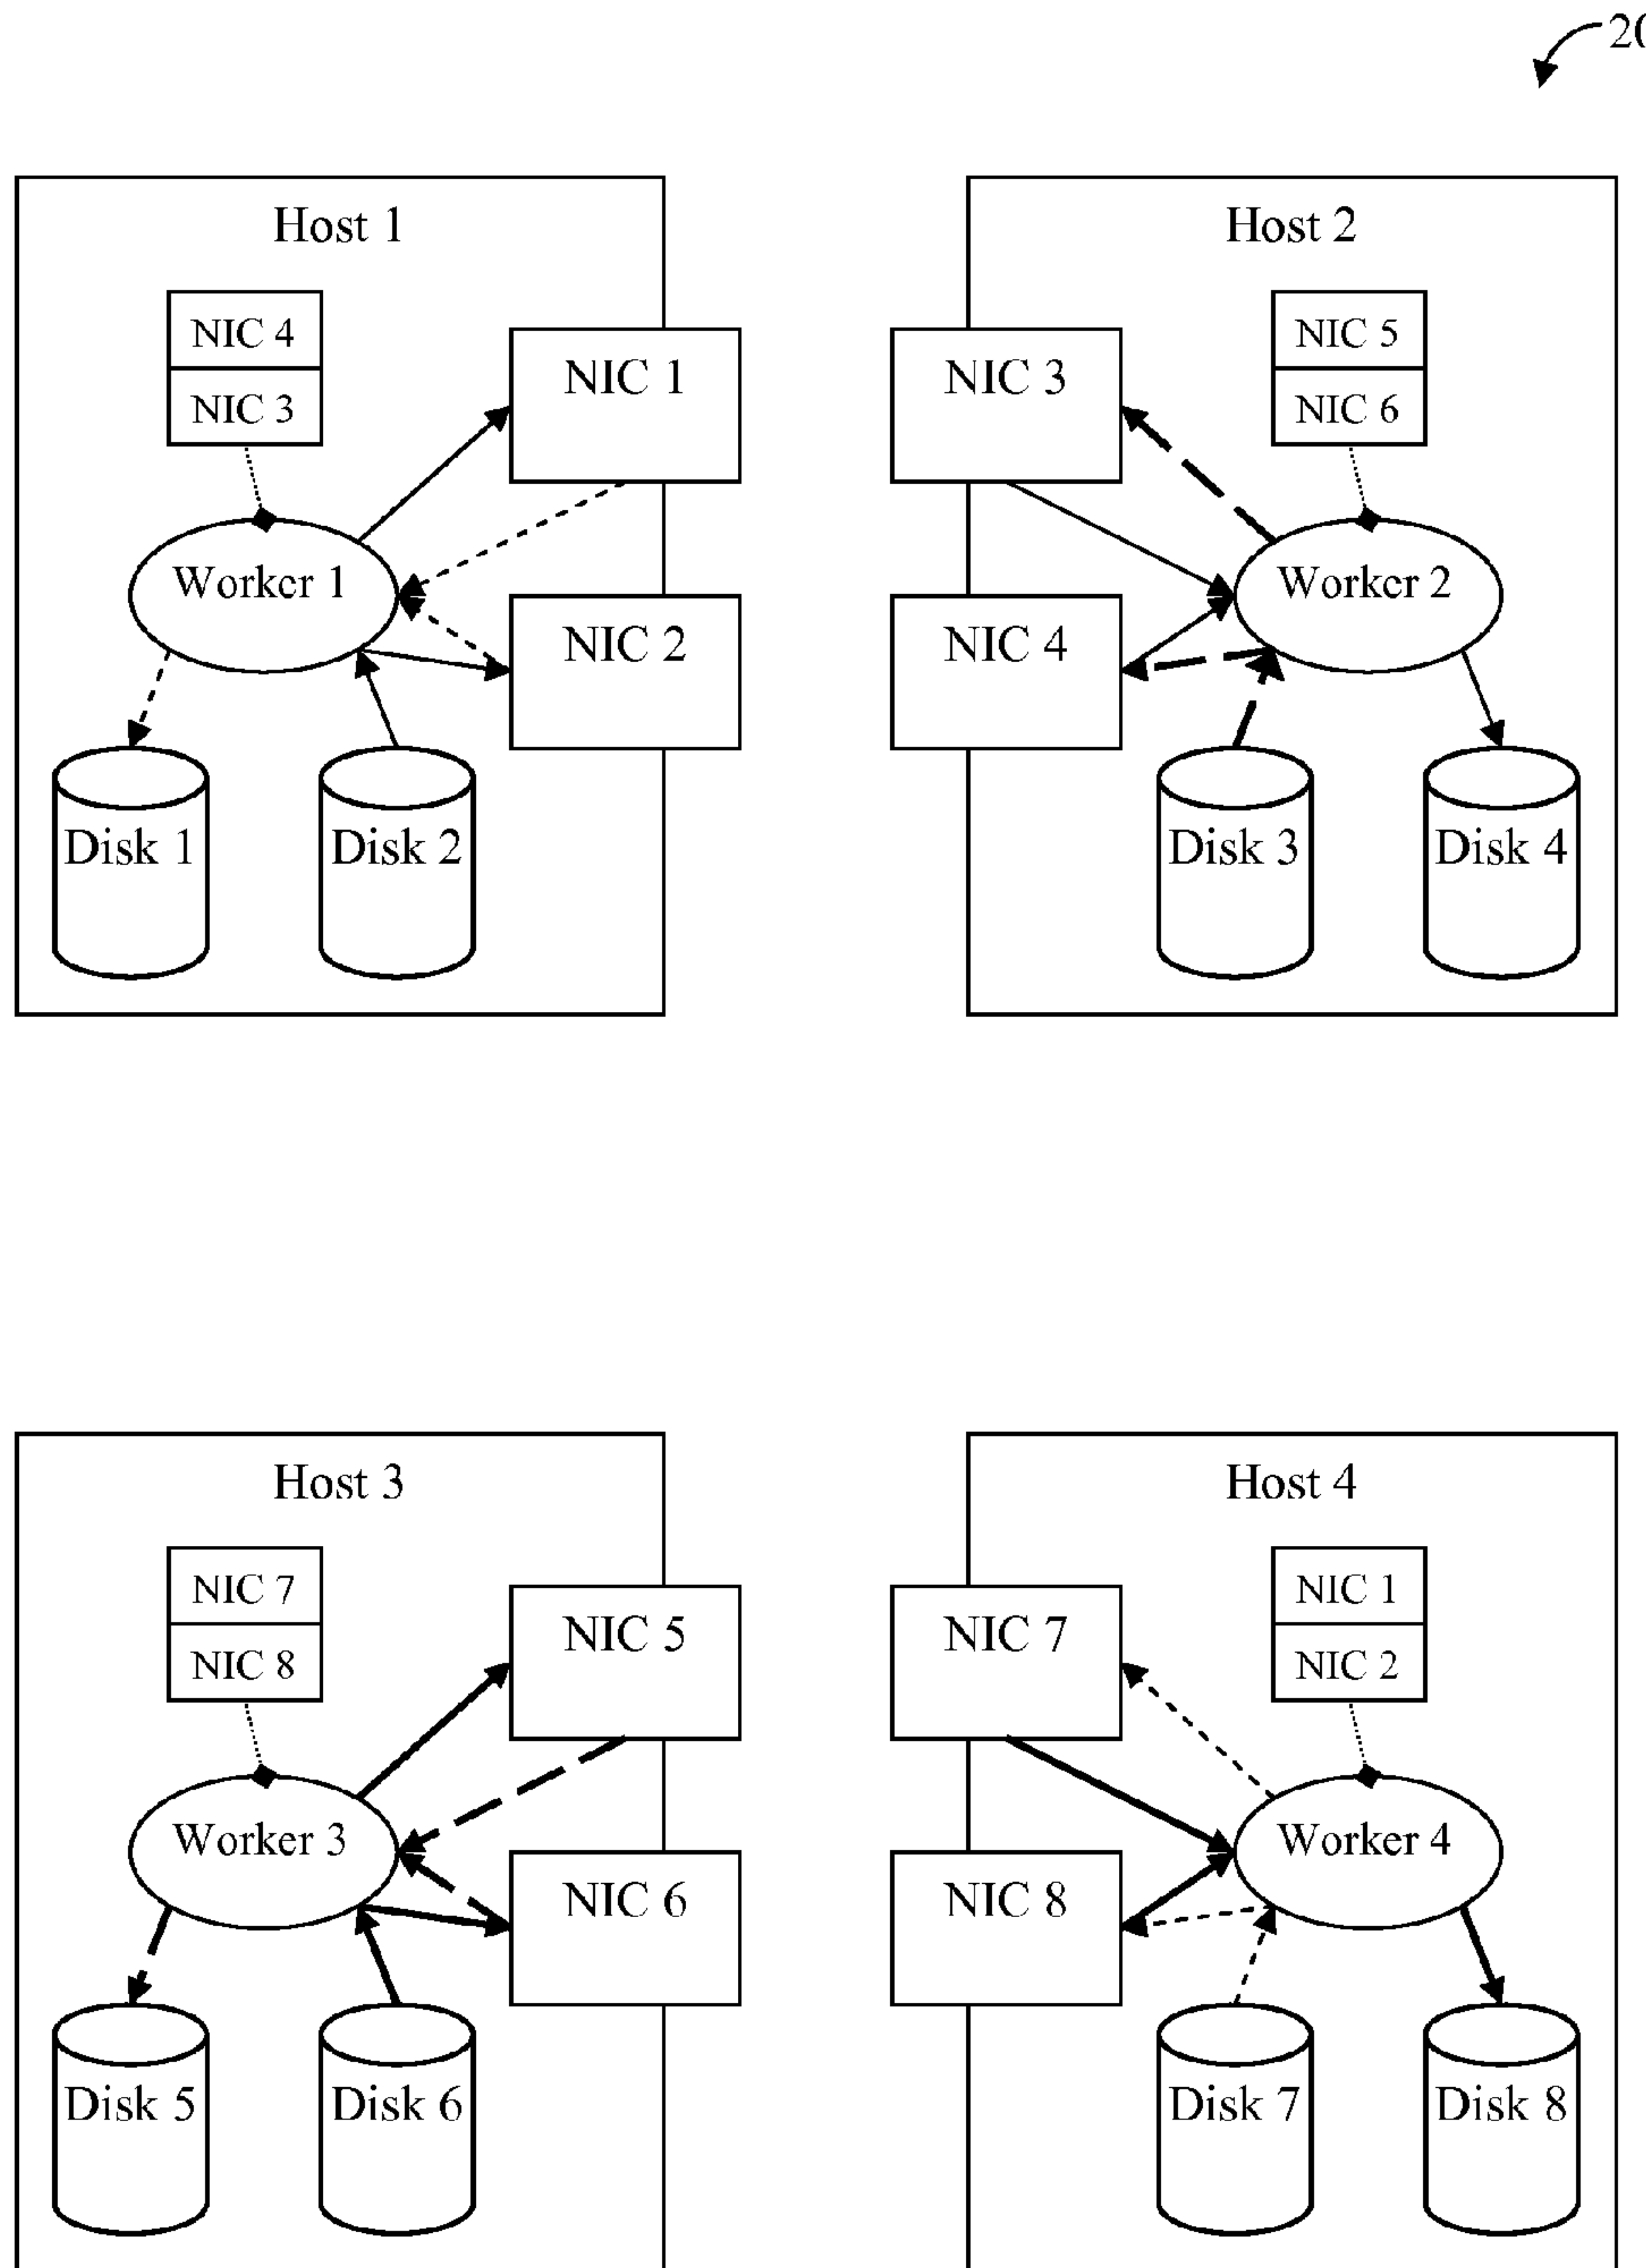 Host 1
NIC 4
NIC 3
NIC 1
Worker 1
NIC 2
Disk 1
Disk 2
Host 2
NIC 5
NIC 6
NIC 3
Worker 2
NIC 4
Disk 3
Disk 4
Host 3
NIC 7
NIC 8
NIC 5
Worker 3
NIC 6
Disk 5
Disk 6
Host 4
NIC 1
NIC 2
NIC 7
Worker 4
NIC 8
Disk 7
Disk 8